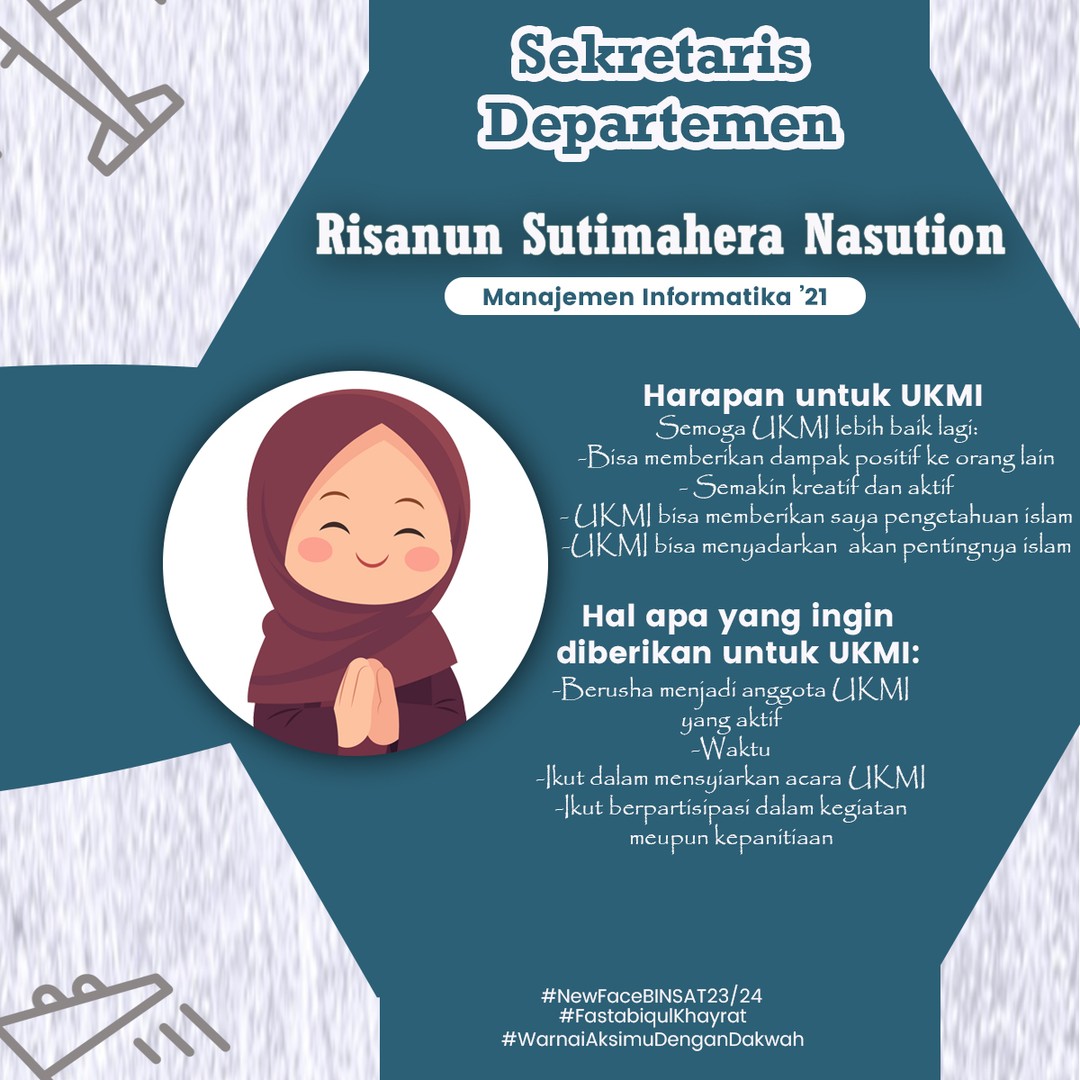 Sekretaris
Departemen
Risanun Sutimahera Nasution
Manajemen Informatika ’21
Harapan untuk UKMI
Semoga UKMI lebih baik lagi:
-Bisa memberikan dampak positif ke orang lain
- Semakin kreatif dan aktif
- UKMI bisa memberikan saya pengetahuan islam
-UKMI bisa menyadarkan akan pentingnya islam
Hal apa yang ingin
diberikan untuk UKMI:
-Berusha menjadi anggota UKMI
yang aktif
-Waktu
-Ikut dalam mensyiarkan acara UKMI
-Ikut berpartisipasi dalam kegiatan
meupun kepanitiaan
#NewFaceBINSAT23/24
#FastabiqulKhayrat
#WarnaiAksimuDenganDakwah